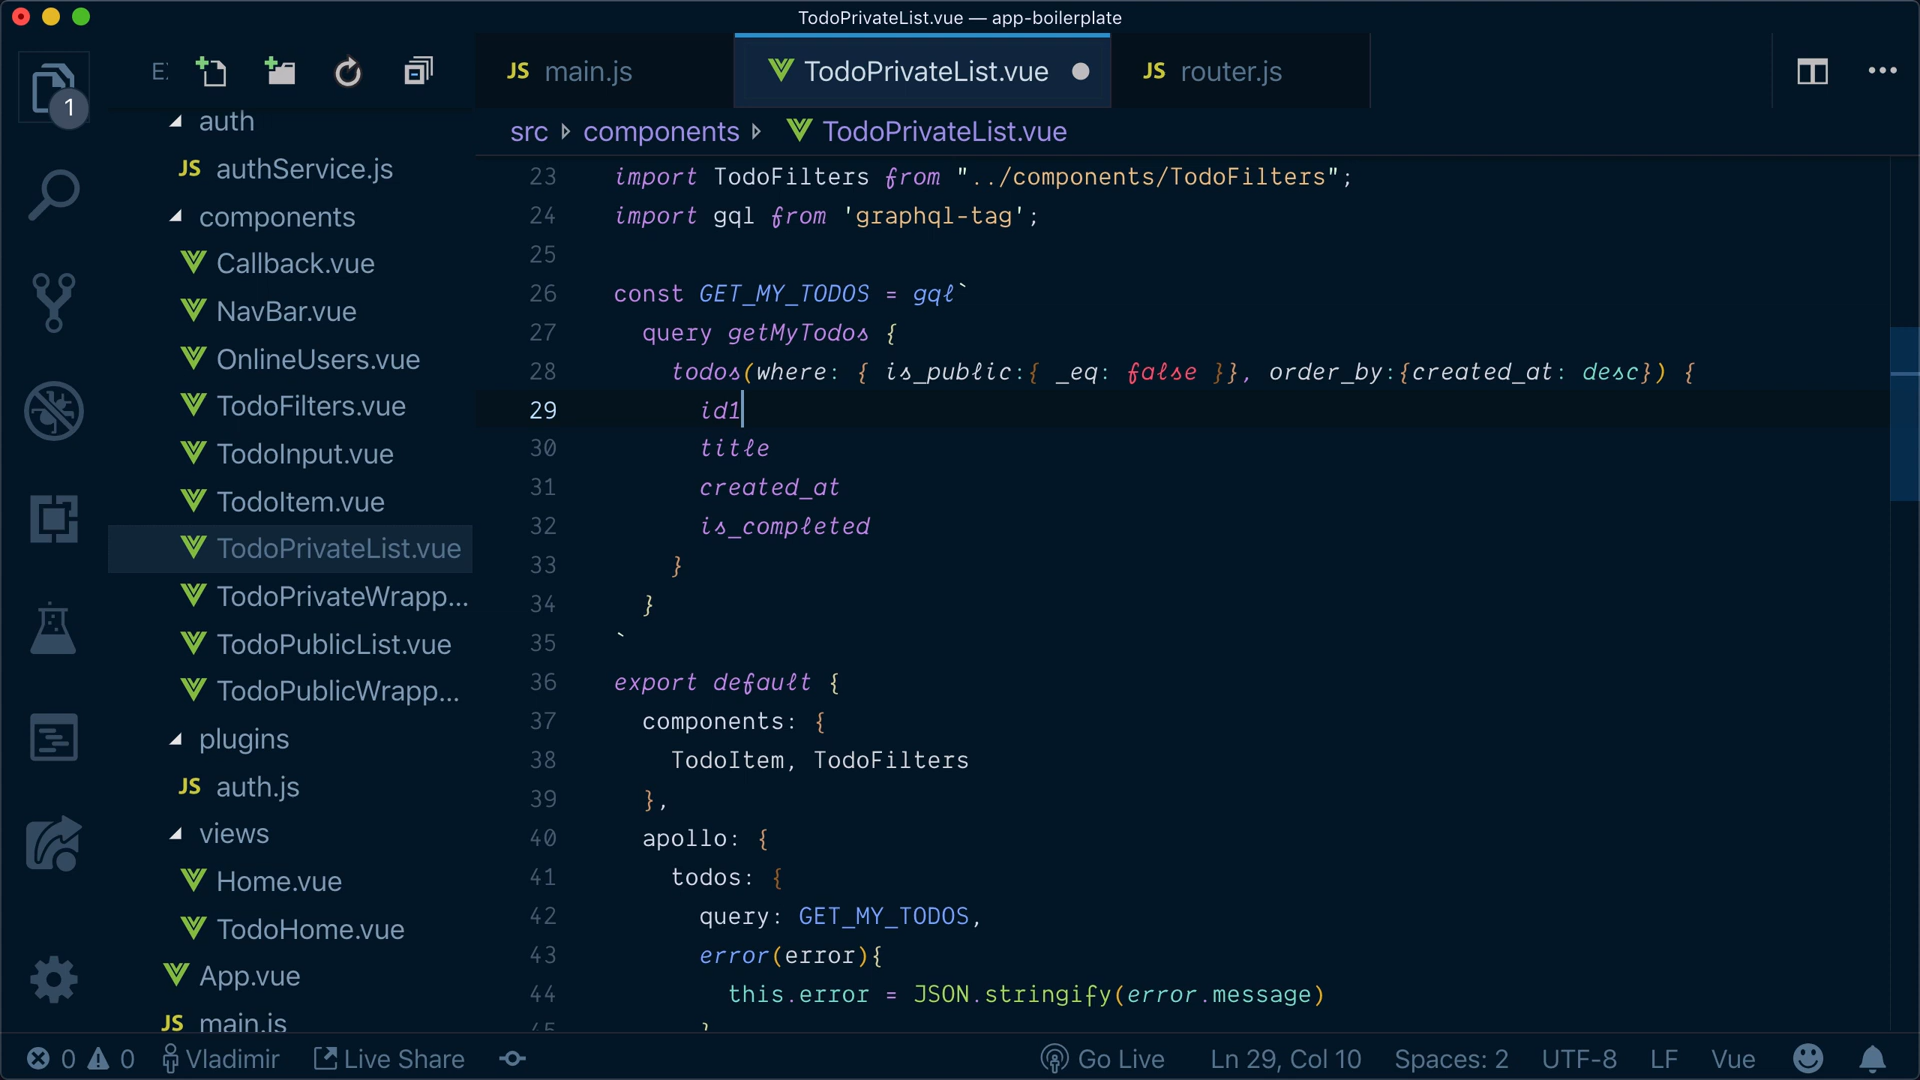 TodoPrivateList.vue — app-boilerplate
1
E:
JS main.js
TodoPrivateList.vue
JS router.js
src components TodoPrivateList.vue
auth
JS authService.js
components
Callback.vue
NavBar.vue
OnlineUsers.vue
TodoFilters.vue
TodoInput.vue
TodoItem.vue
TodoPrivateList.vue
TodoPrivateWrapp...
TodoPublicList.vue
TodoPublicWrapp...
plugins
JS auth.js
views
Home.vue
TodoHome.vue
App.vue
JS main.js
23 import TodoFilters from "../components/TodoFilters";
24 import gql from 'graphql-tag';
25
26 const GET_MY_TODOS = gql`
27 query getMyTodos {
28 todos(where: { is_public:{ _eq: false }}, order_by:{created_at: desc}) {
29 id1
30 title
31 created_at
32 is_completed
33 }
34 }
35 `
36 export default {
37 components: {
38 TodoItem, TodoFilters
39 },
40 apollo: {
41 todos: {
42 query: GET_MY_TODOS,
43 error(error){
44 this.error = JSON.stringify(error.message)
45 }
0 0 Vladimir Live Share Go Live Ln 29, Col 10 Spaces: 2 UTF-8 LF Vue